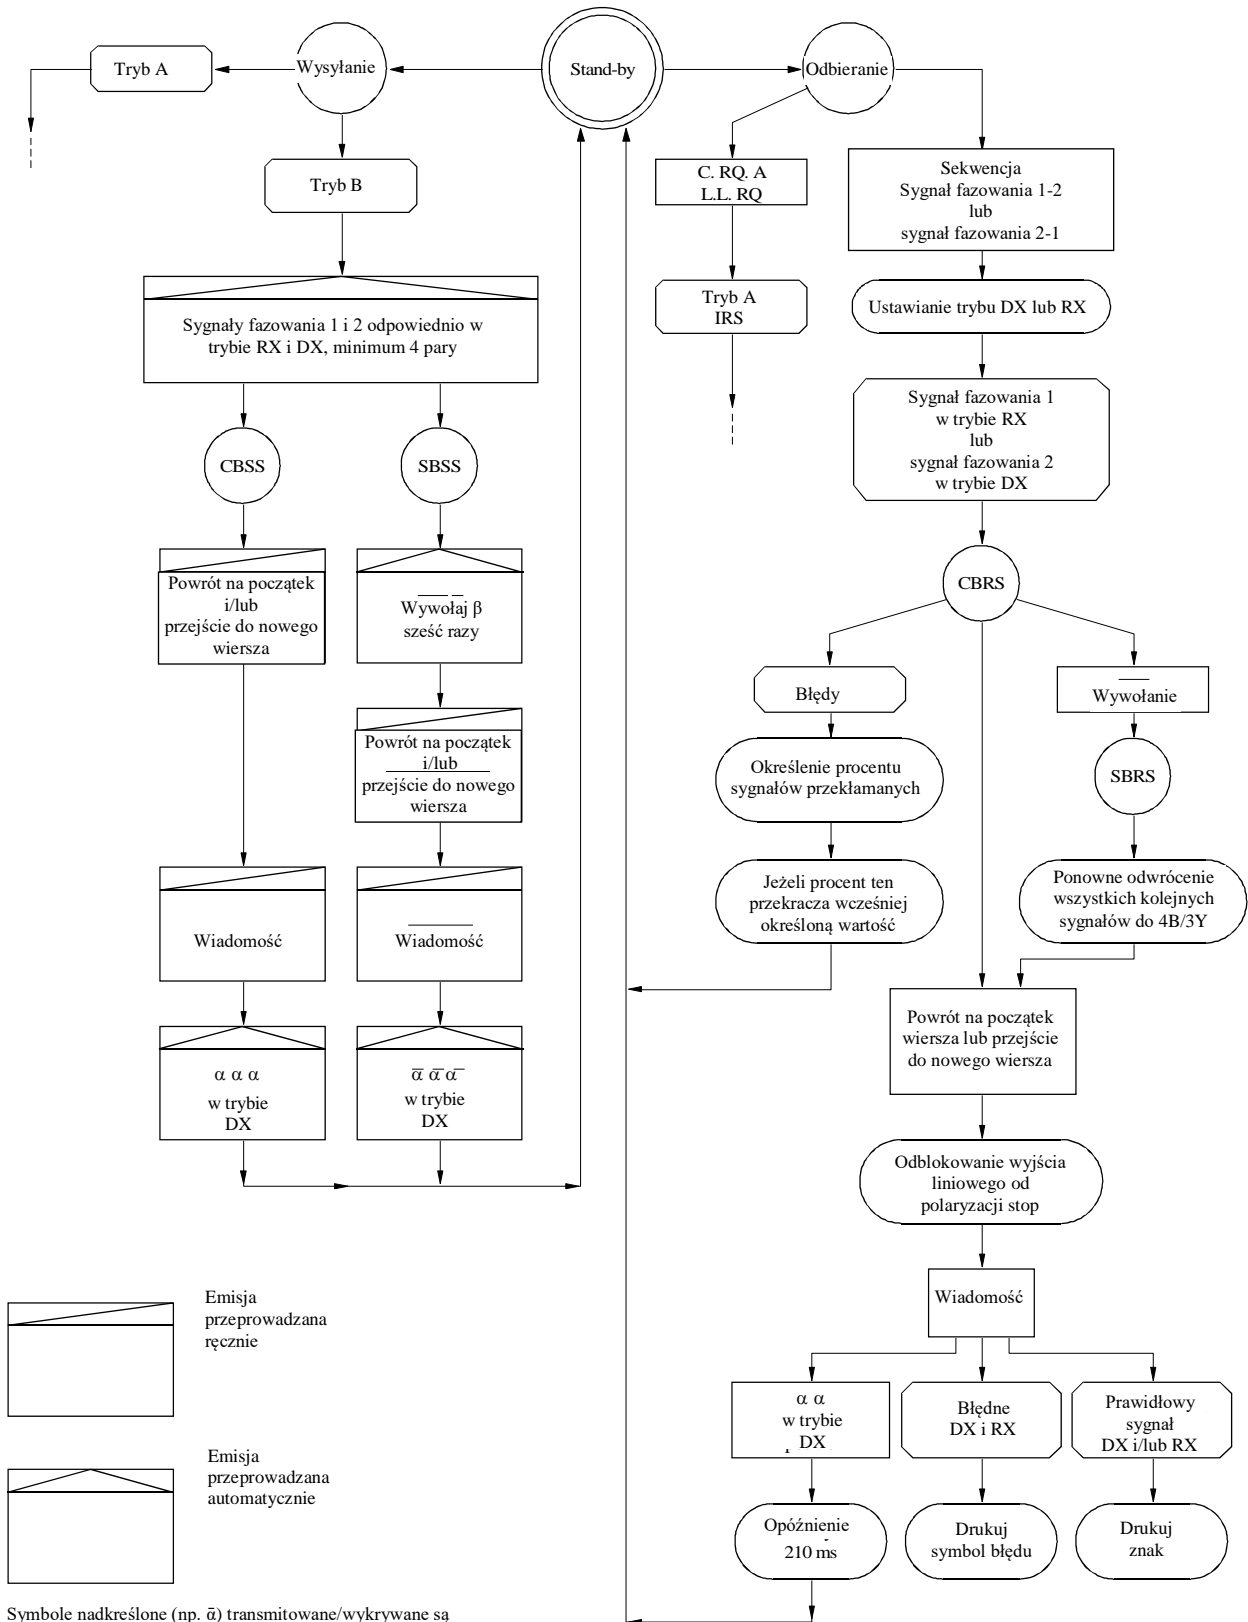 Tryb A
Wysyłanie
Stand-by
Odbieranie
Tryb B
C. RQ. A
L.L. RQ
Sekwencja
Sygnał fazowania 1-2
lub
sygnał fazowania 2-1
Sygnały fazowania 1 i 2 odpowiednio w
trybie RX i DX, minimum 4 pary
Tryb A
IRS
Ustawianie trybu DX lub RX
Sygnał fazowania 1
w trybie RX
lub
sygnał fazowania 2
w trybie DX
CBSS
SBSS
Powrót na początek
i/lub
przejście do nowego
wiersza
Wywołaj β
sześć razy
CBRS
Błędy
Wywołanie
Powrót na początek
i/lub
przejście do nowego
wiersza
Określenie procentu
sygnałów przekłamanych
SBRS
Jeżeli procent ten
przekracza wcześniej
określoną wartość
Ponowne odwrócenie
wszystkich kolejnych
sygnałów do 4B/3Y
Wiadomość
Wiadomość
Powrót na początek
wiersza lub przejście
do nowego wiersza
α α α
w trybie
DX
ᾱ ᾱ ᾱ
w trybie
DX
Odblokowanie wyjścia
liniowego od
polaryzacji stop
Wiadomość
Emisja
przeprowadzana
ręcznie
α α
w trybie
DX
Błędne
DX i RX
Prawidłowy
sygnał
DX i/lub RX
Emisja
przeprowadzana
automatycznie
Opóźnienie
210 ms
Drukuj
symbol błędu
Drukuj
znak
Symbole nadkreślone (np. ᾱ) transmitowane/wykrywane są